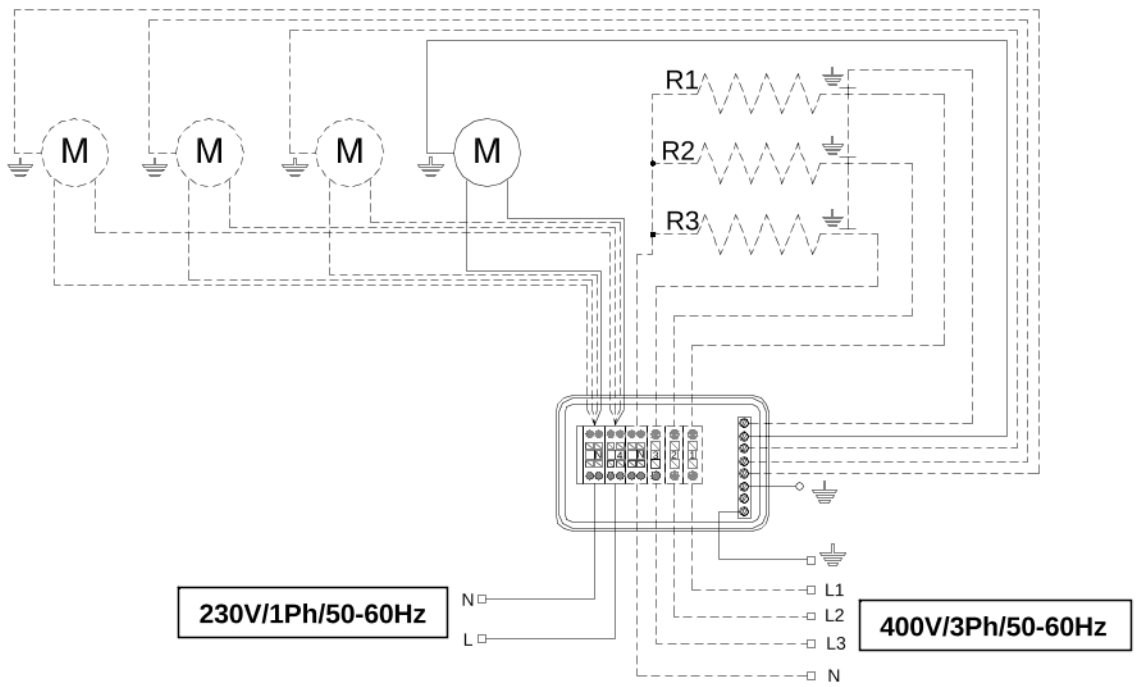 R1
M M M M R2
R3
N 4 N 3 2 1
L1
230V/1Ph/50-60Hz N L2 400V/3Ph/50-60Hz
L L3
N